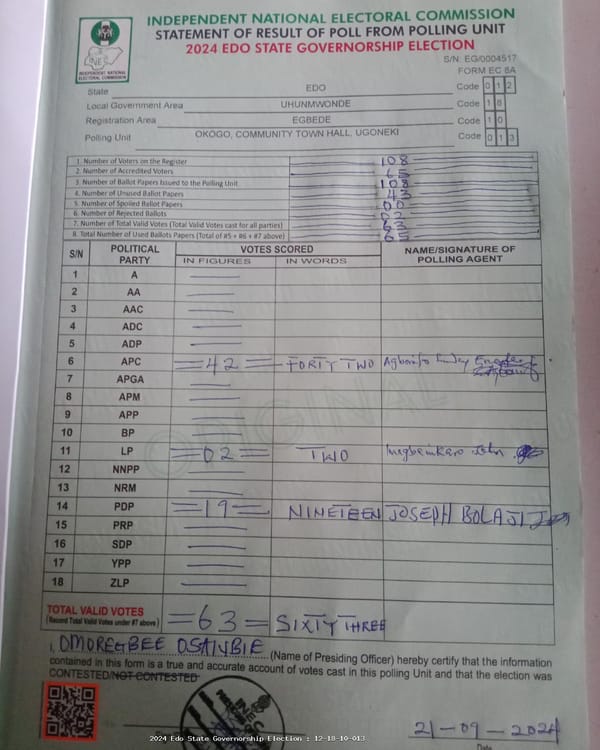 INDEPENDENT NATIONAL ELECTORAL COMMISSION
STATEMENT OF RESULT OF POLL FROM POLLING UNIT
2024 EDO STATE GOVERNORSHIP ELECTION
INEC
INDEPENDENT NATIONAL ELECTORAL COMMISSION
S/N: EG/0004517
FORM EC 8A
State EDO Code 0 1 2
Local Government Area UHUNMWONDE Code 1 8
Registration Area EGBEDE Code 1 0
Polling Unit OKOGO, COMMUNITY TOWN HALL, UGONEKI Code 0 1 3
1. Number of Voters on the Register 108
2. Number of Accredited Voters 65
3. Number of Ballot Papers Issued to the Polling Unit 108
4. Number of Unused Ballot Papers 43
5. Number of Spoiled Ballot Papers 00
6. Number of Rejected Ballots 02
7. Number of Total Valid Votes (Total Valid Votes cast for all parties) 63
8. Total Number of Used Ballots Papers (Total of #5 + #6 + #7 above) 65
S/N POLITICAL PARTY VOTES SCORED NAME/SIGNATURE OF POLLING AGENT
IN FIGURES IN WORDS
1 A
2 AA
3 AAC
4 ADC
5 ADP
6 APC =42= FORTY TWO
7 APGA
8 APM
9 APP
10 BP
11 LP =02= TWO John
12 NNPP
13 NRM
14 PDP =19= NINETEEN JOSEPH BOLAJI
15 PRP
16 SDP
17 YPP
18 ZLP
ORIGINAL
TOTAL VALID VOTES =63= SIXTY THREE
(Record Total Valid Votes under #7 above)
I, OMOREGBEE OSAIYBIE (Name of Presiding Officer) hereby certify that the information
contained in this form is a true and accurate account of votes cast in this polling Unit and that the election was
CONTESTED/NOT CONTESTED
INEC
21-09-2024
Date
2024 Edo State Governorship Election : 12-18-10-013